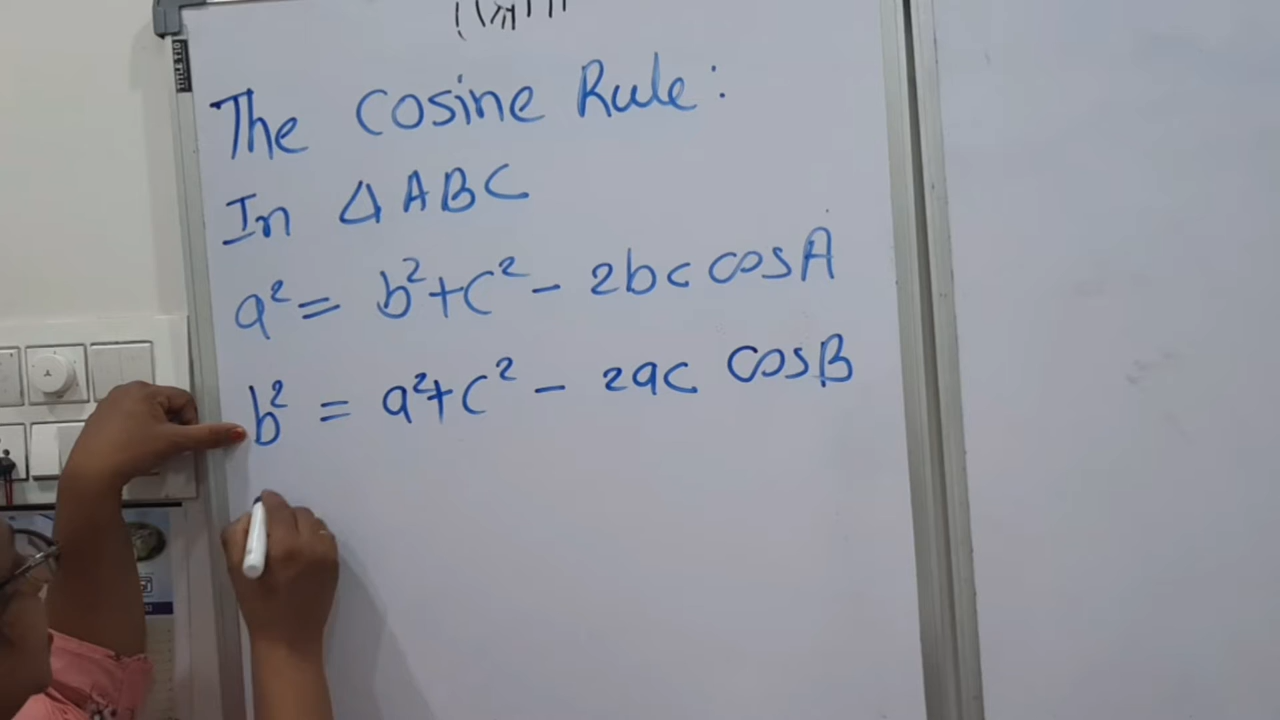 The Cosine Rule:
In △ABC
a² = b²+c² - 2bc cosA
b² = a²+c² - 2ac cosB